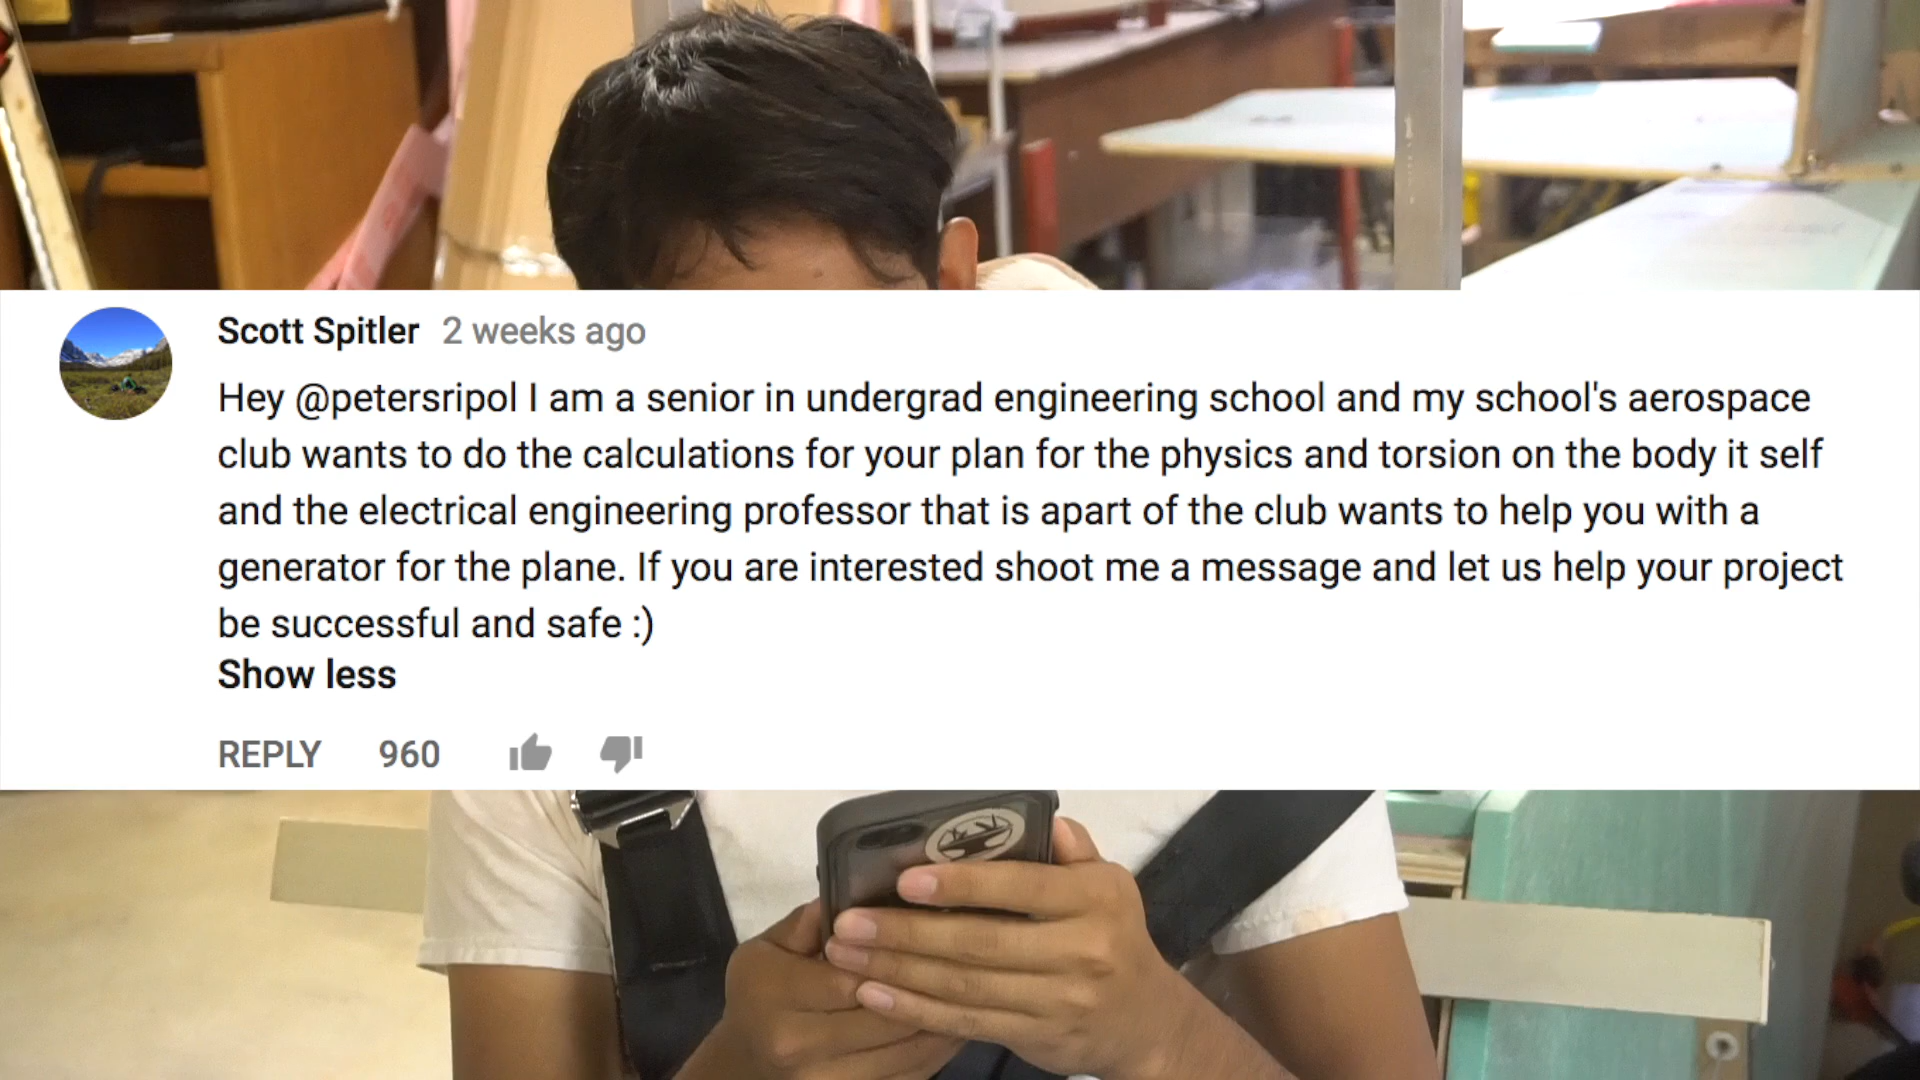 Scott Spitler 2 weeks ago
Hey @petersripol I am a senior in undergrad engineering school and my school's aerospace
club wants to do the calculations for your plan for the physics and torsion on the body it self
and the electrical engineering professor that is apart of the club wants to help you with a
generator for the plane. If you are interested shoot me a message and let us help your project
be successful and safe :)
Show less
REPLY 960